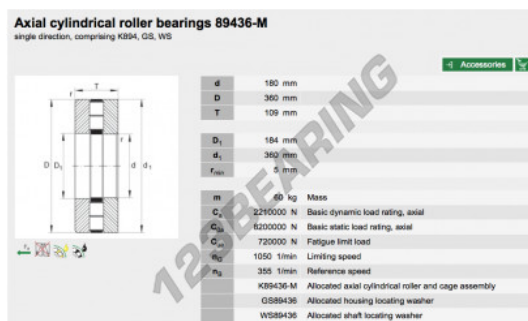 Axial cylindrical roller bearings 89436-M
single direction, comprising K894, GS, WS
Accessories
d 180 mm
D 360 mm
T 109 mm
D₁ 184 mm
d₁ 360 mm
rmin 5 mm
m 60 kg Mass
Ca 2210000 N Basic dynamic load rating, axial
C0a 8200000 N Basic static load rating, axial
Cua 720000 N Fatigue limit load
nG 1050 1/min Limiting speed
nB 355 1/min Reference speed
K89436-M Allocated axial cylindrical roller and cage assembly
GS89436 Allocated housing locating washer
WS89436 Allocated shaft locating washer
T
r
D D₁ d d₁
r
Fa
123BEARING